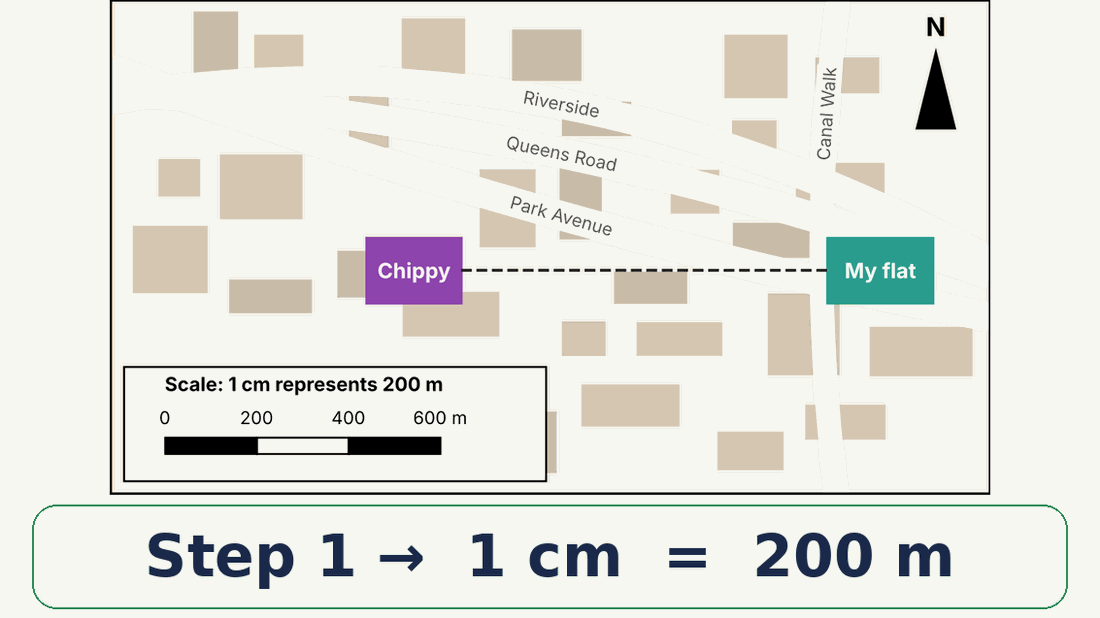 N
Canal Walk
Riverside
Queens Road
Park Avenue
Chippy
My flat
Scale: 1 cm represents 200 m
0 200 400 600 m
Step 1 → 1 cm = 200 m